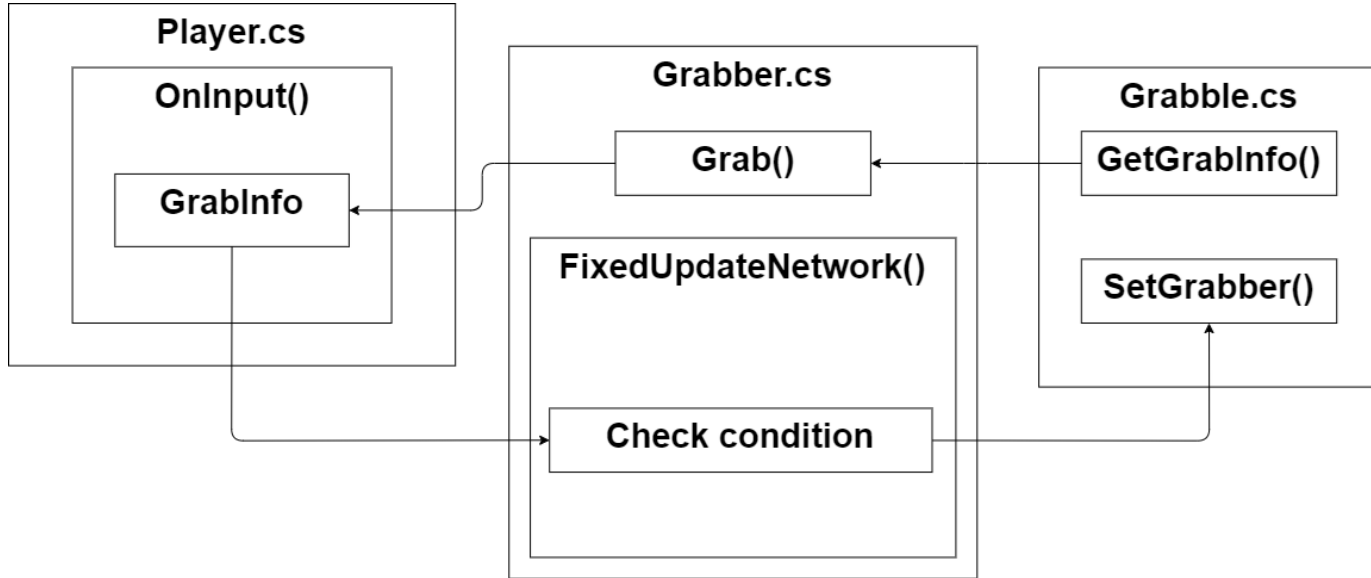 Player.cs
OnInput()
GrabInfo
Grabber.cs
Grab()
FixedUpdateNetwork()
Check condition
Grabble.cs
GetGrabInfo()
SetGrabber()